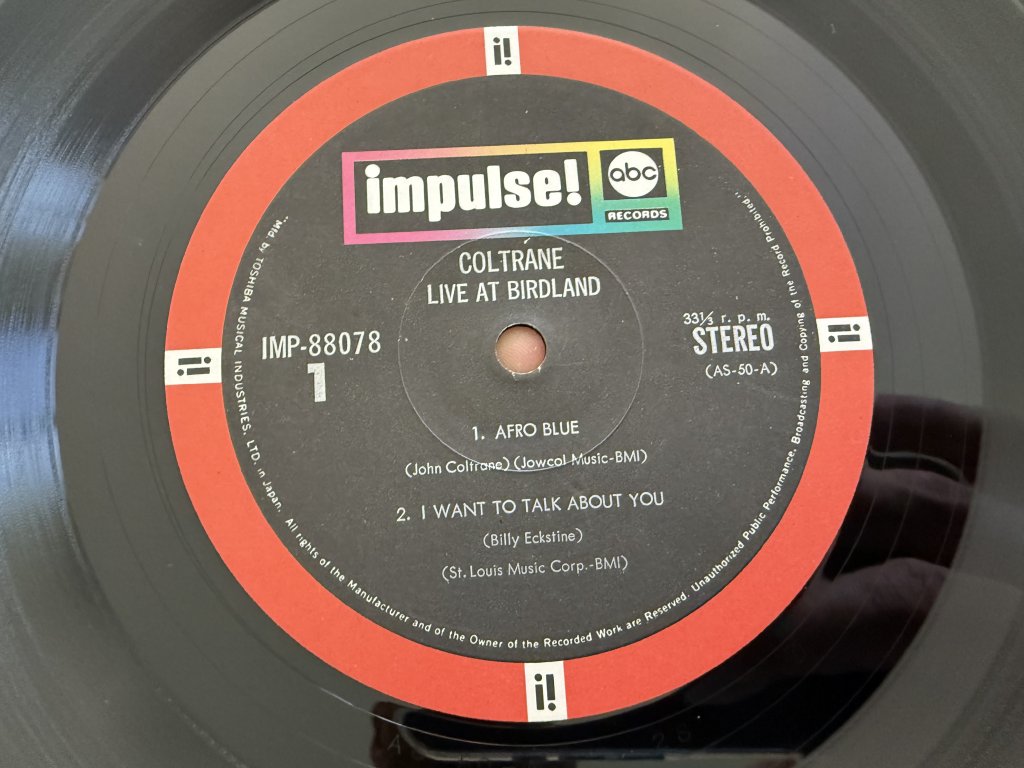 i!
impulse!
abc
RECORDS
COLTRANE
LIVE AT BIRDLAND
IMP-88078
1
33⅓ r. p. m.
STEREO
(AS-50-A)
1. AFRO BLUE
(John Coltrane) (Jowcol Music-BMI)
2. I WANT TO TALK ABOUT YOU
(Billy Eckstine)
(St. Louis Music Corp.-BMI)
"Mfd. by TOSHIBA MUSICAL INDUSTRIES, LTD. in Japan. All rights of the Manufacturer and of the Owner of the Recorded Work are Reserved. Unauthorized Public Performance, Broadcasting and Copying of the Record Prohibited."
i!
i!
i!
A